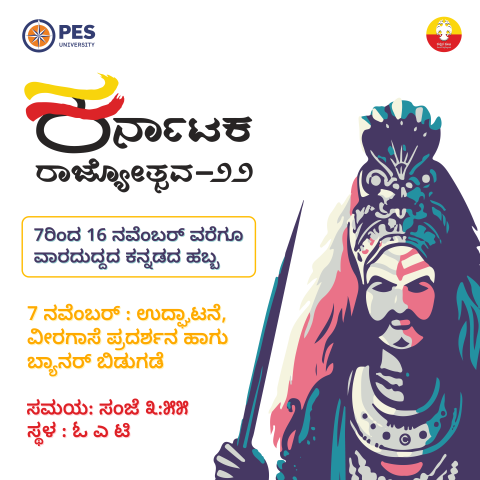 PES
UNIVERSITY
ಕರ್ನಾಟಕ
ರಾಜ್ಯೋತ್ಸವ–೨೨
7ರಿಂದ 16 ನವೆಂಬರ್ ವರೆಗೂ
ವಾರದುದ್ದದ ಕನ್ನಡದ ಹಬ್ಬ
7 ನವೆಂಬರ್ : ಉದ್ಘಾಟನೆ,
ವೀರಗಾಸೆ ಪ್ರದರ್ಶನ ಹಾಗು
ಬ್ಯಾನರ್ ಬಿಡುಗಡೆ
ಸಮಯ: ಸಂಜೆ ೩:೫೫
ಸ್ಥಳ : ಓ ಎ ಟಿ